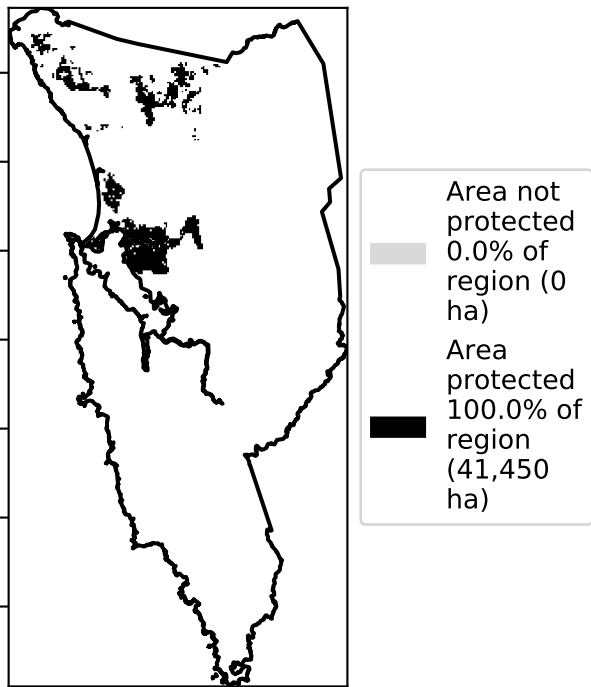 Area not
protected
0.0% of
region (0
ha)
Area
protected
100.0% of
region
(41,450
ha)